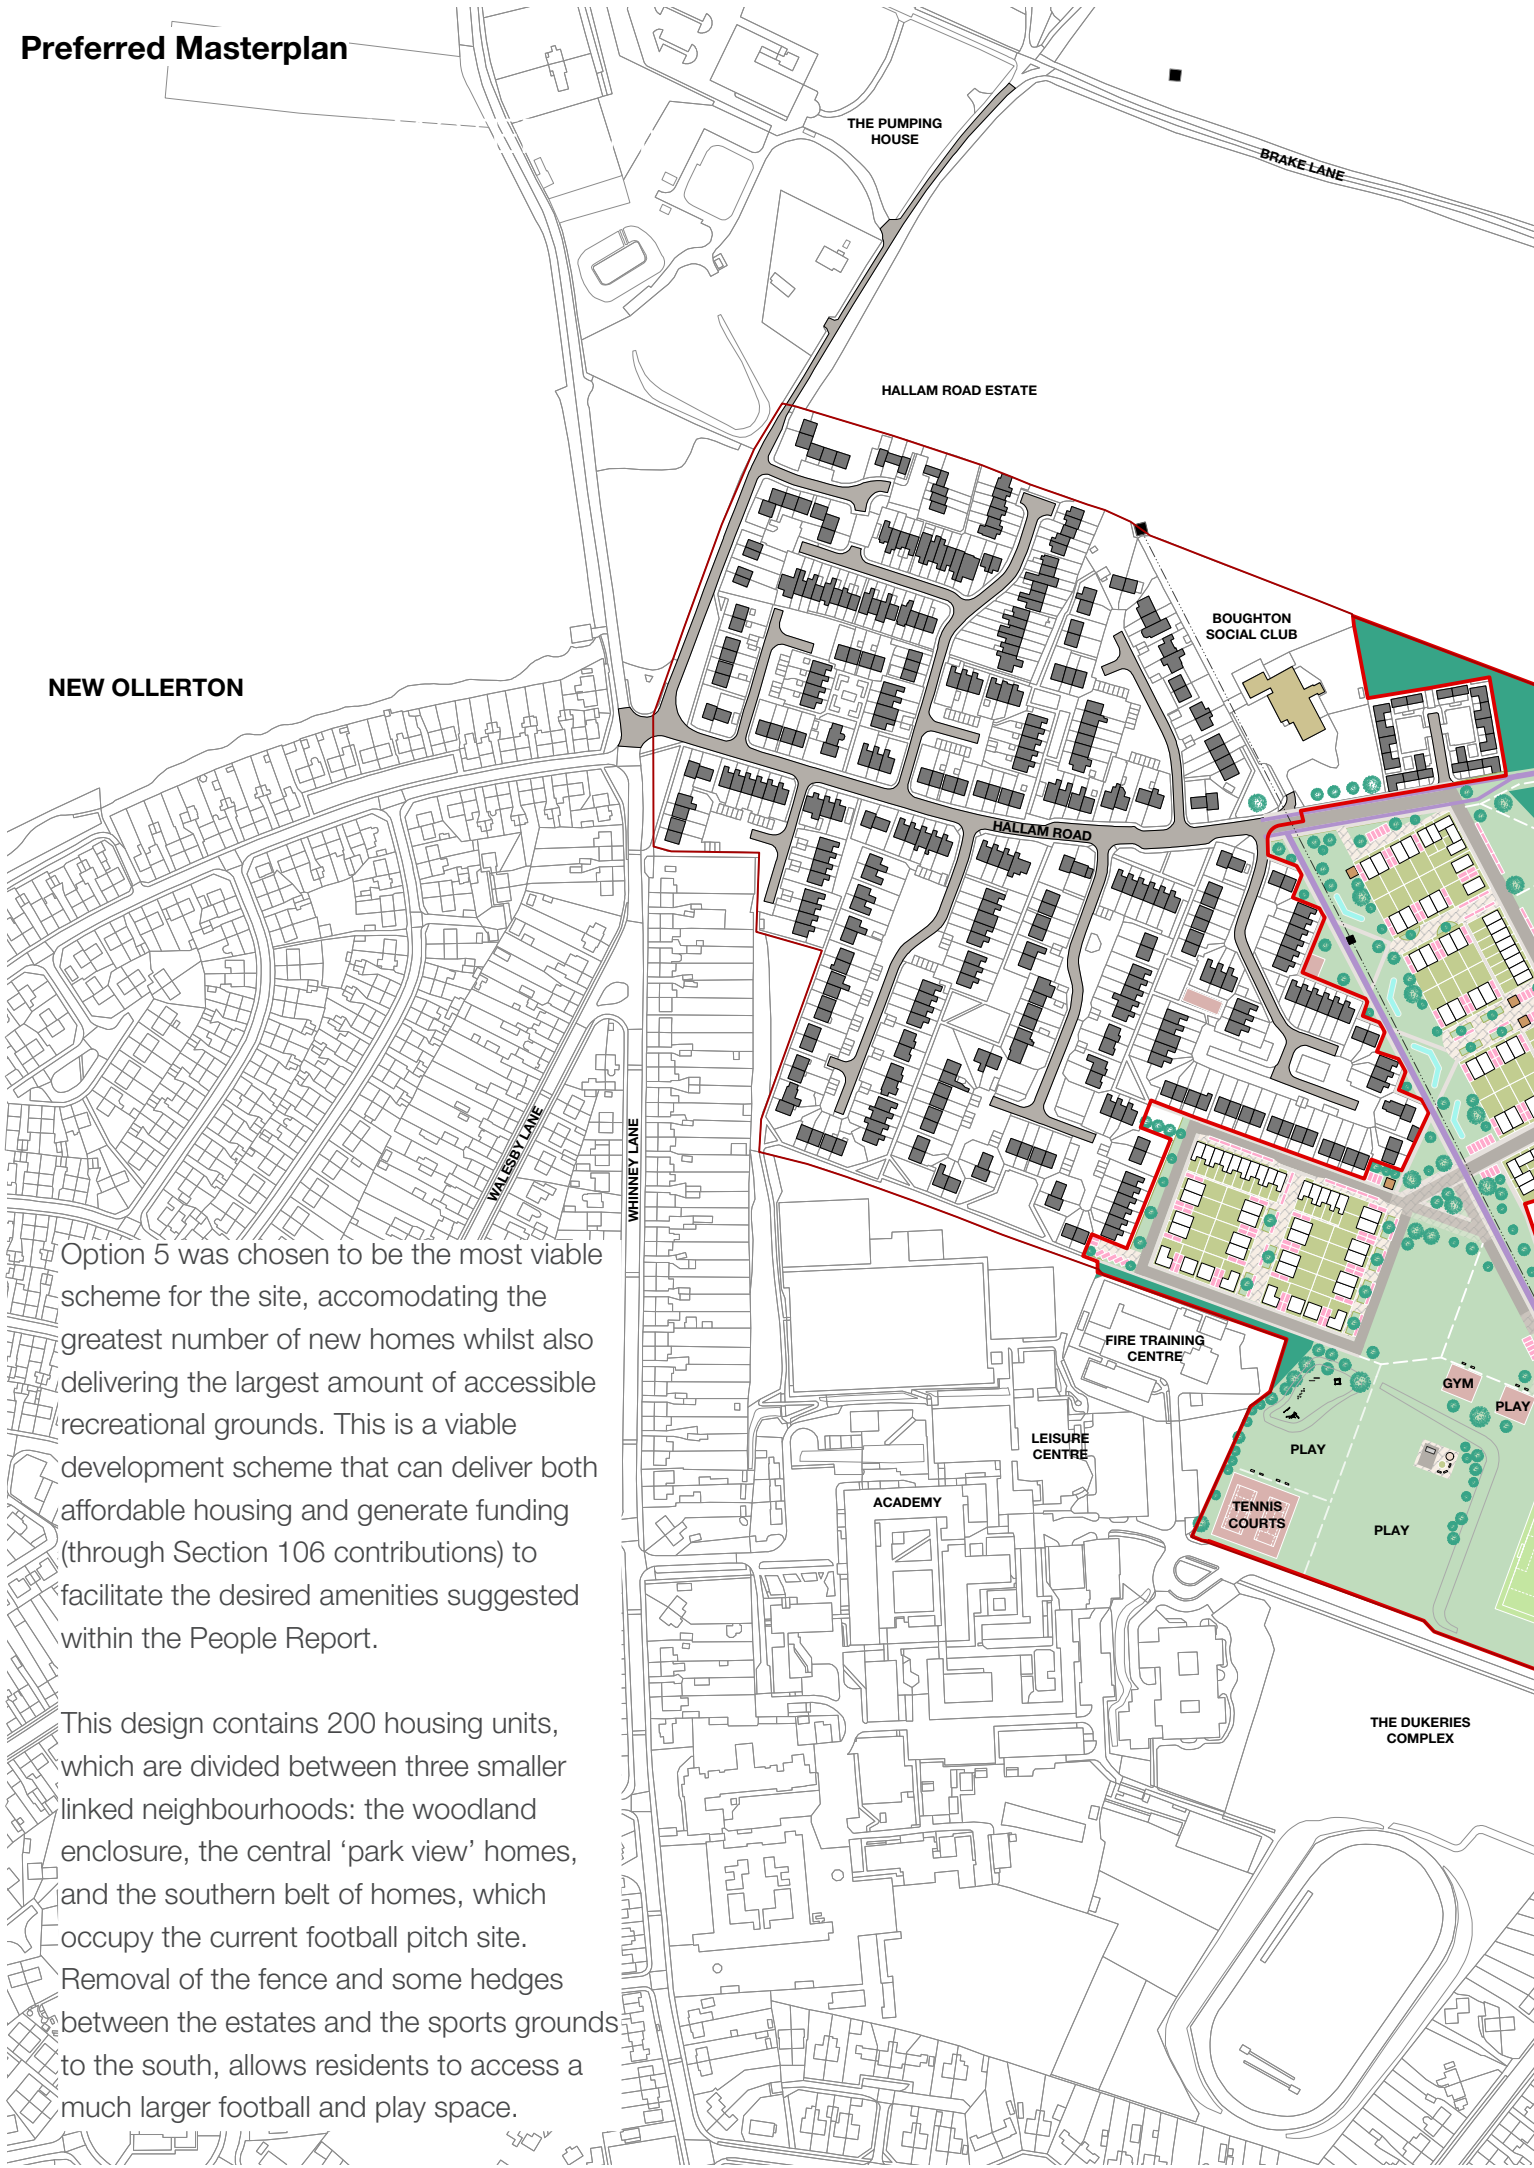 Preferred Masterplan
THE PUMPING
HOUSE
BRAKE LANE
HALLAM ROAD ESTATE
BOUGHTON
SOCIAL CLUB
NEW OLLERTON
HALLAM ROAD
WALESBY LANE
WHINNEY LANE
Option 5 was chosen to be the most viable
scheme for the site, accomodating the
greatest number of new homes whilst also
delivering the largest amount of accessible
recreational grounds. This is a viable
development scheme that can deliver both
affordable housing and generate funding
(through Section 106 contributions) to
facilitate the desired amenities suggested
within the People Report.
This design contains 200 housing units,
which are divided between three smaller
linked neighbourhoods: the woodland
enclosure, the central ‘park view’ homes,
and the southern belt of homes, which
occupy the current football pitch site.
Removal of the fence and some hedges
between the estates and the sports grounds
to the south, allows residents to access a
much larger football and play space.
FIRE TRAINING
CENTRE
GYM
PLAY
LEISURE
CENTRE
PLAY
ACADEMY
TENNIS
COURTS
PLAY
THE DUKERIES
COMPLEX